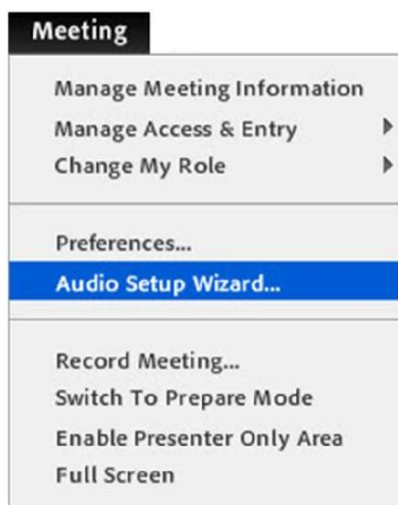 Meeting
Manage Meeting Information
Manage Access & Entry
Change My Role
Preferences...
Audio Setup Wizard...
Record Meeting...
Switch To Prepare Mode
Enable Presenter Only Area
Full Screen